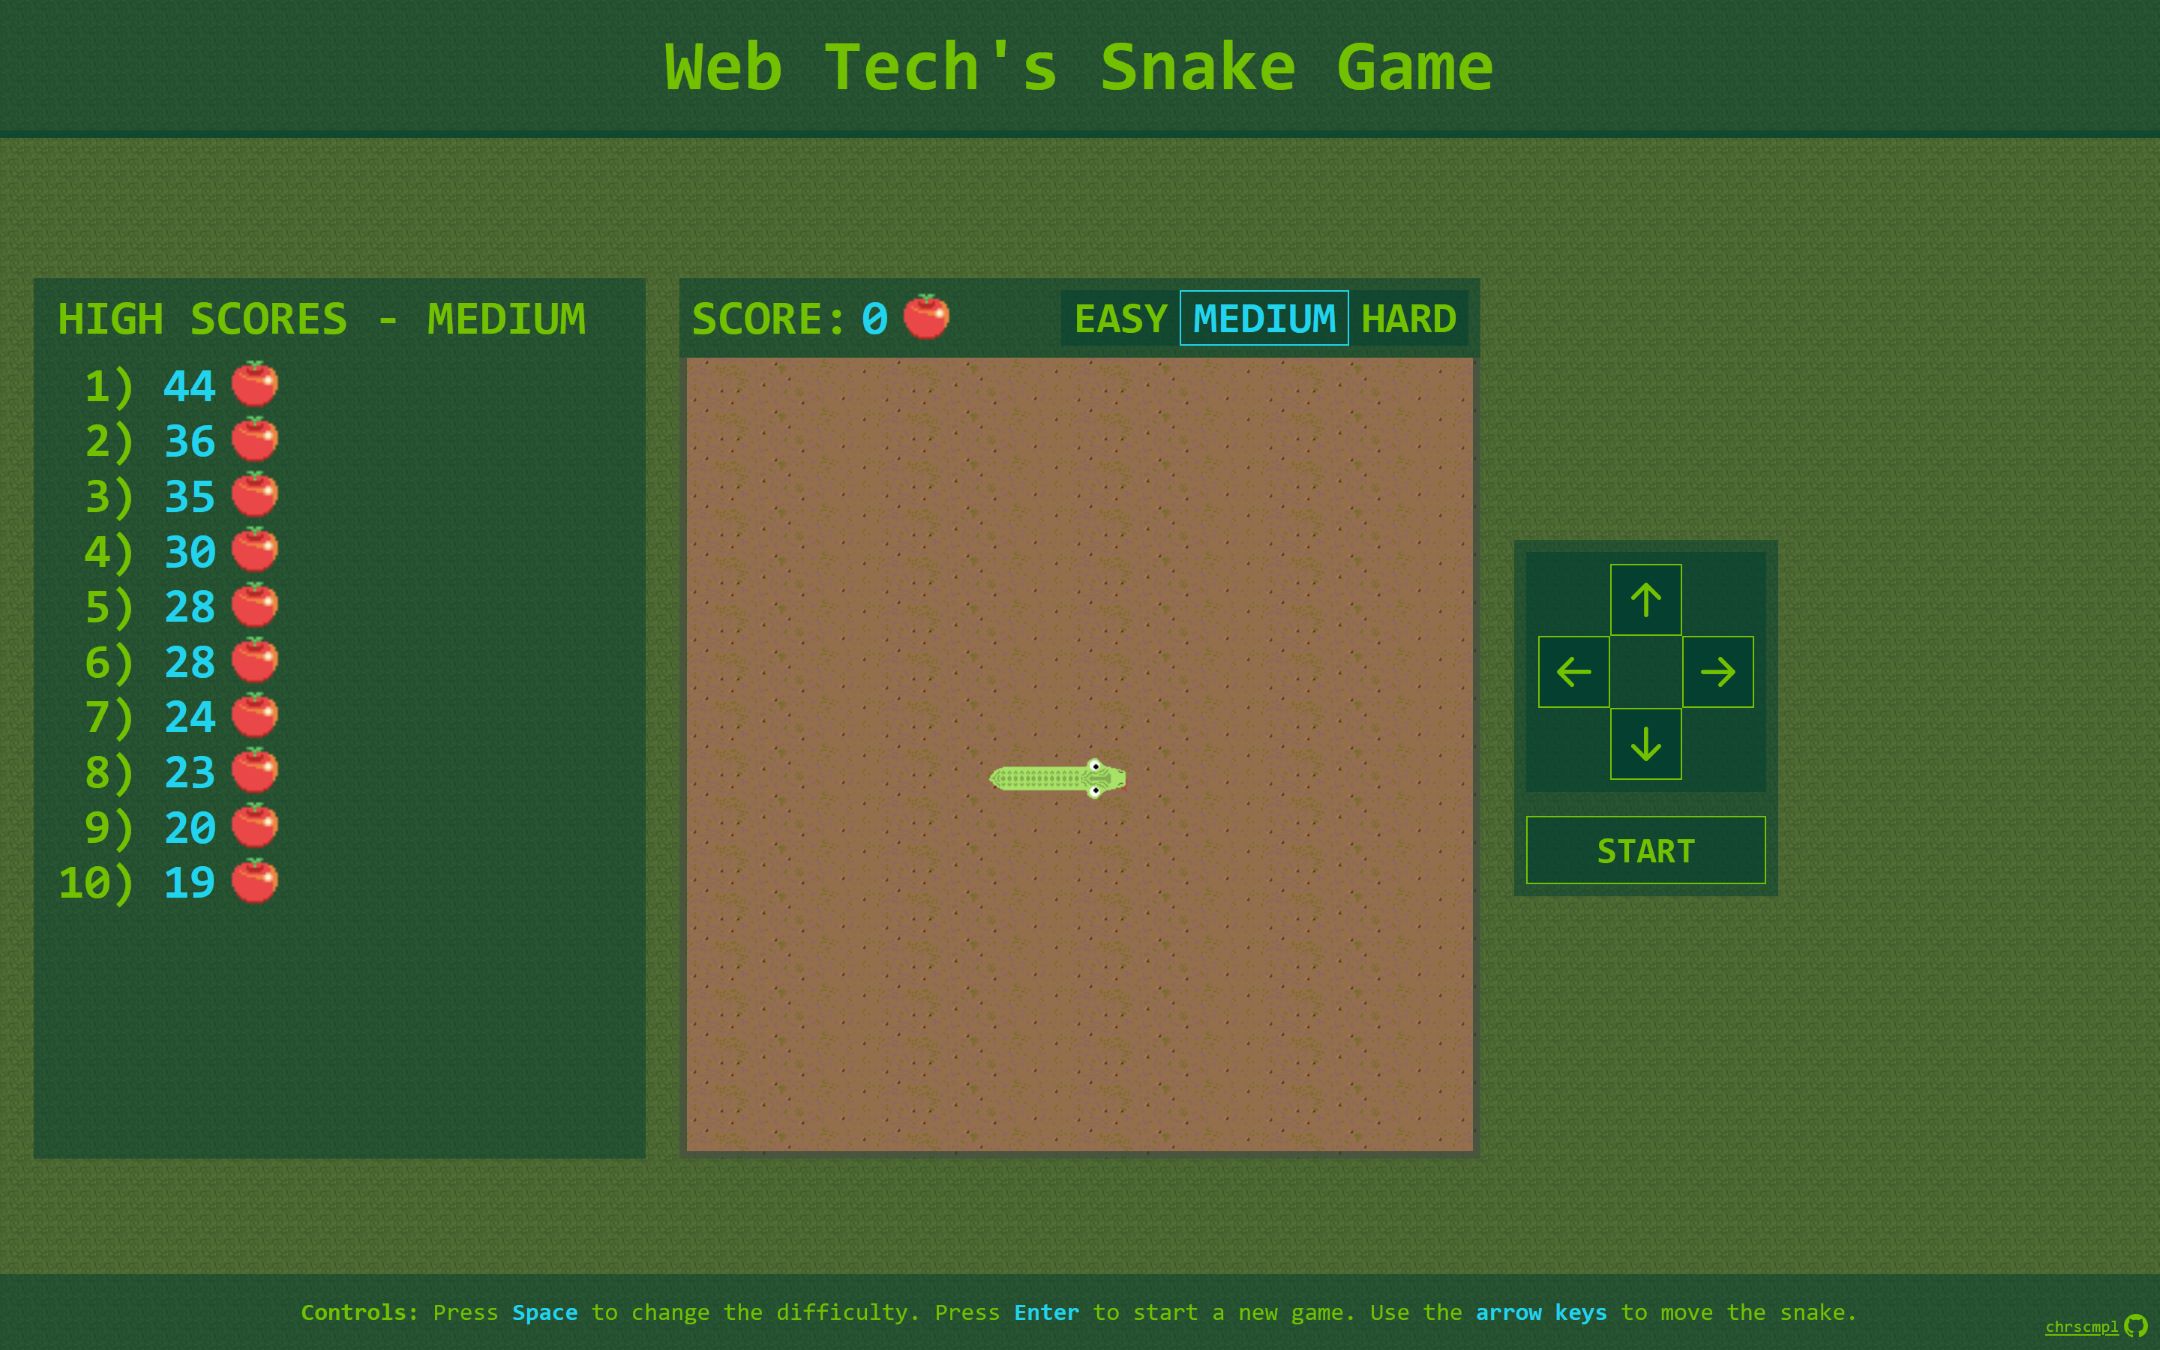 Web Tech's Snake Game
HIGH SCORES - MEDIUM
1) 44
2) 36
3) 35
4) 30
5) 28
6) 28
7) 24
8) 23
9) 20
10) 19
SCORE: 0
EASY MEDIUM HARD
START
Controls: Press Space to change the difficulty. Press Enter to start a new game. Use the arrow keys to move the snake.
chrscmpl